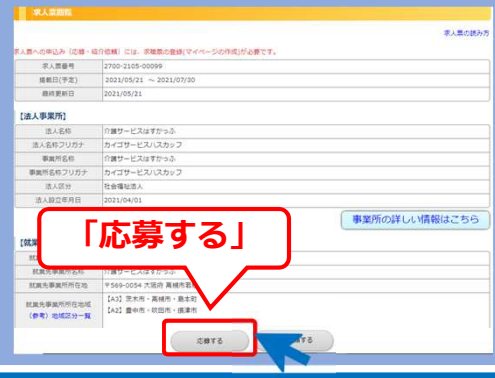 求人票閲覧
求人票の読み方
求人票への申込み（応募・紹介依頼）には、求職票の登録(マイページの作成)が必要です。
求人票番号 2700-2105-00099
掲載日(予定) 2021/05/21 ～ 2021/07/30
最終更新日 2021/05/21
【法人事業所】
法人名称 介護サービスはすかっぷ
法人名称フリガナ カイゴサービスハスカップ
事業所名称 介護サービスはすかっぷ
事業所名称フリガナ カイゴサービスハスカップ
法人区分 社会福祉法人
法人設立年月日 2021/04/01
事業所の詳しい情報はこちら
「応募する」
【就業
就業先事業所名称 介護サービスはすかっぷ
就業先事業所所在地 〒569-0054 大阪府 高槻市若松
就業先事業所所在地域 【A3】茨木市・高槻市・島本町
（参考）地域区分一覧 【A2】豊中市・吹田市・摂津市
応募する
する